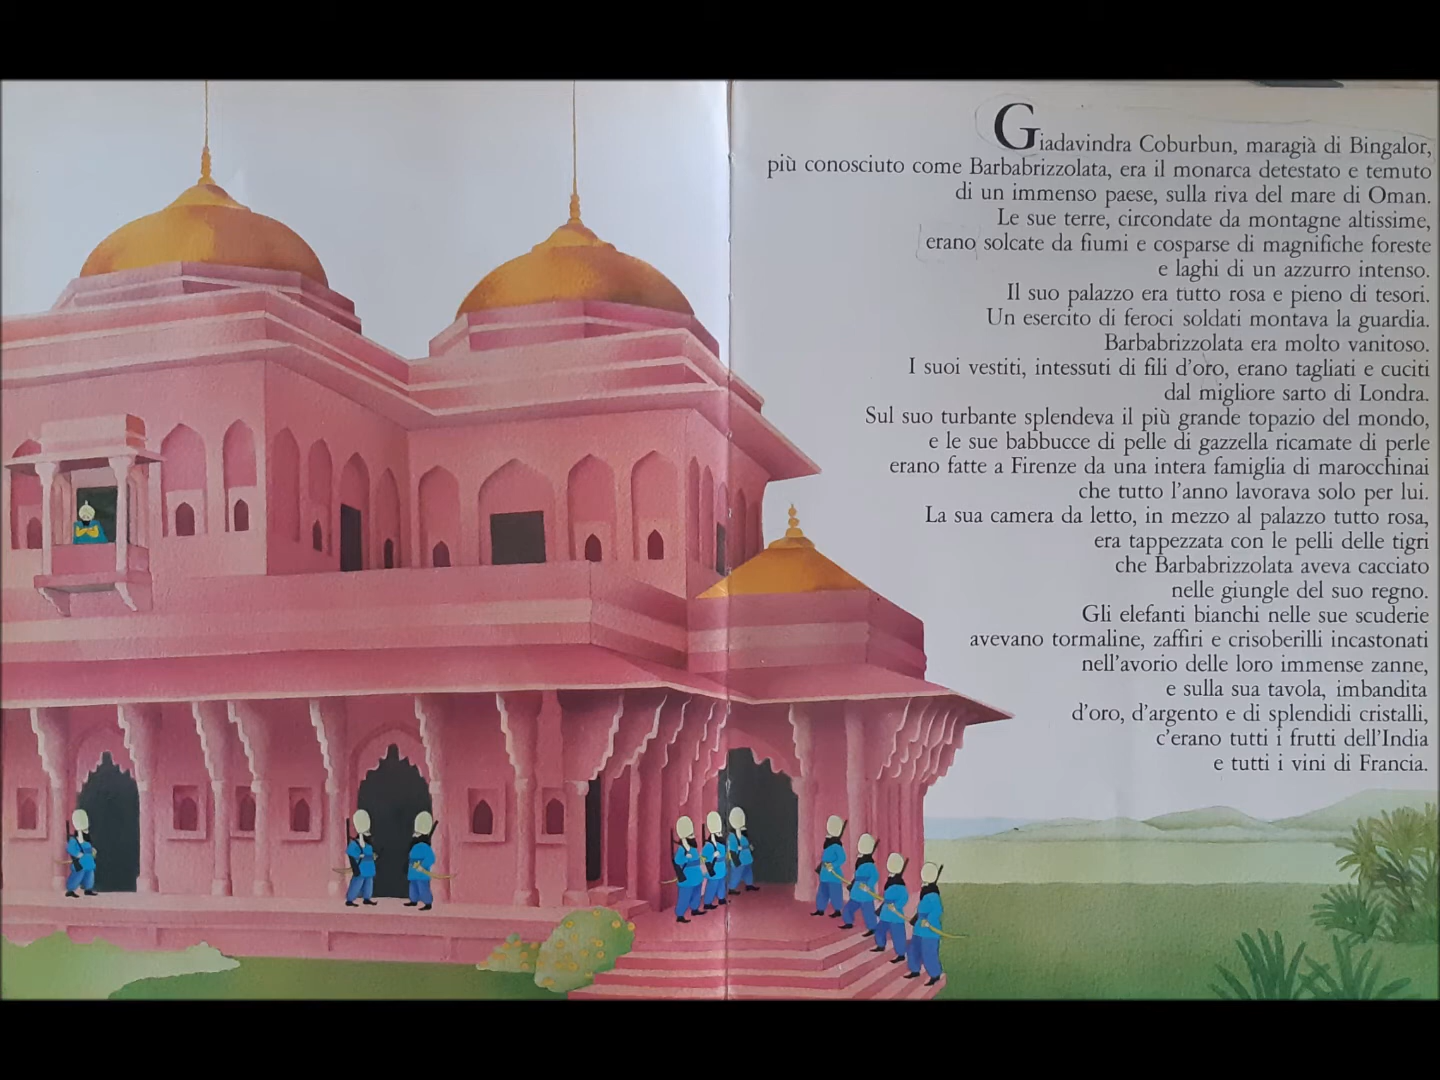 Giadavindra Coburbun, maragià di Bingalor,
più conosciuto come Barbabrizzolata, era il monarca detestato e temuto
di un immenso paese, sulla riva del mare di Oman.
Le sue terre, circondate da montagne altissime,
erano solcate da fiumi e cosparse di magnifiche foreste
e laghi di un azzurro intenso.
Il suo palazzo era tutto rosa e pieno di tesori.
Un esercito di feroci soldati montava la guardia.
Barbabrizzolata era molto vanitoso.
I suoi vestiti, intessuti di fili d'oro, erano tagliati e cuciti
dal migliore sarto di Londra.
Sul suo turbante splendeva il più grande topazio del mondo,
e le sue babbucce di pelle di gazzella ricamate di perle
erano fatte a Firenze da una intera famiglia di marocchinai
che tutto l'anno lavorava solo per lui.
La sua camera da letto, in mezzo al palazzo tutto rosa,
era tappezzata con le pelli delle tigri
che Barbabrizzolata aveva cacciato
nelle giungle del suo regno.
Gli elefanti bianchi nelle sue scuderie
avevano tormaline, zaffiri e crisoberilli incastonati
nell'avorio delle loro immense zanne,
e sulla sua tavola, imbandita
d'oro, d'argento e di splendidi cristalli,
c'erano tutti i frutti dell'India
e tutti i vini di Francia.